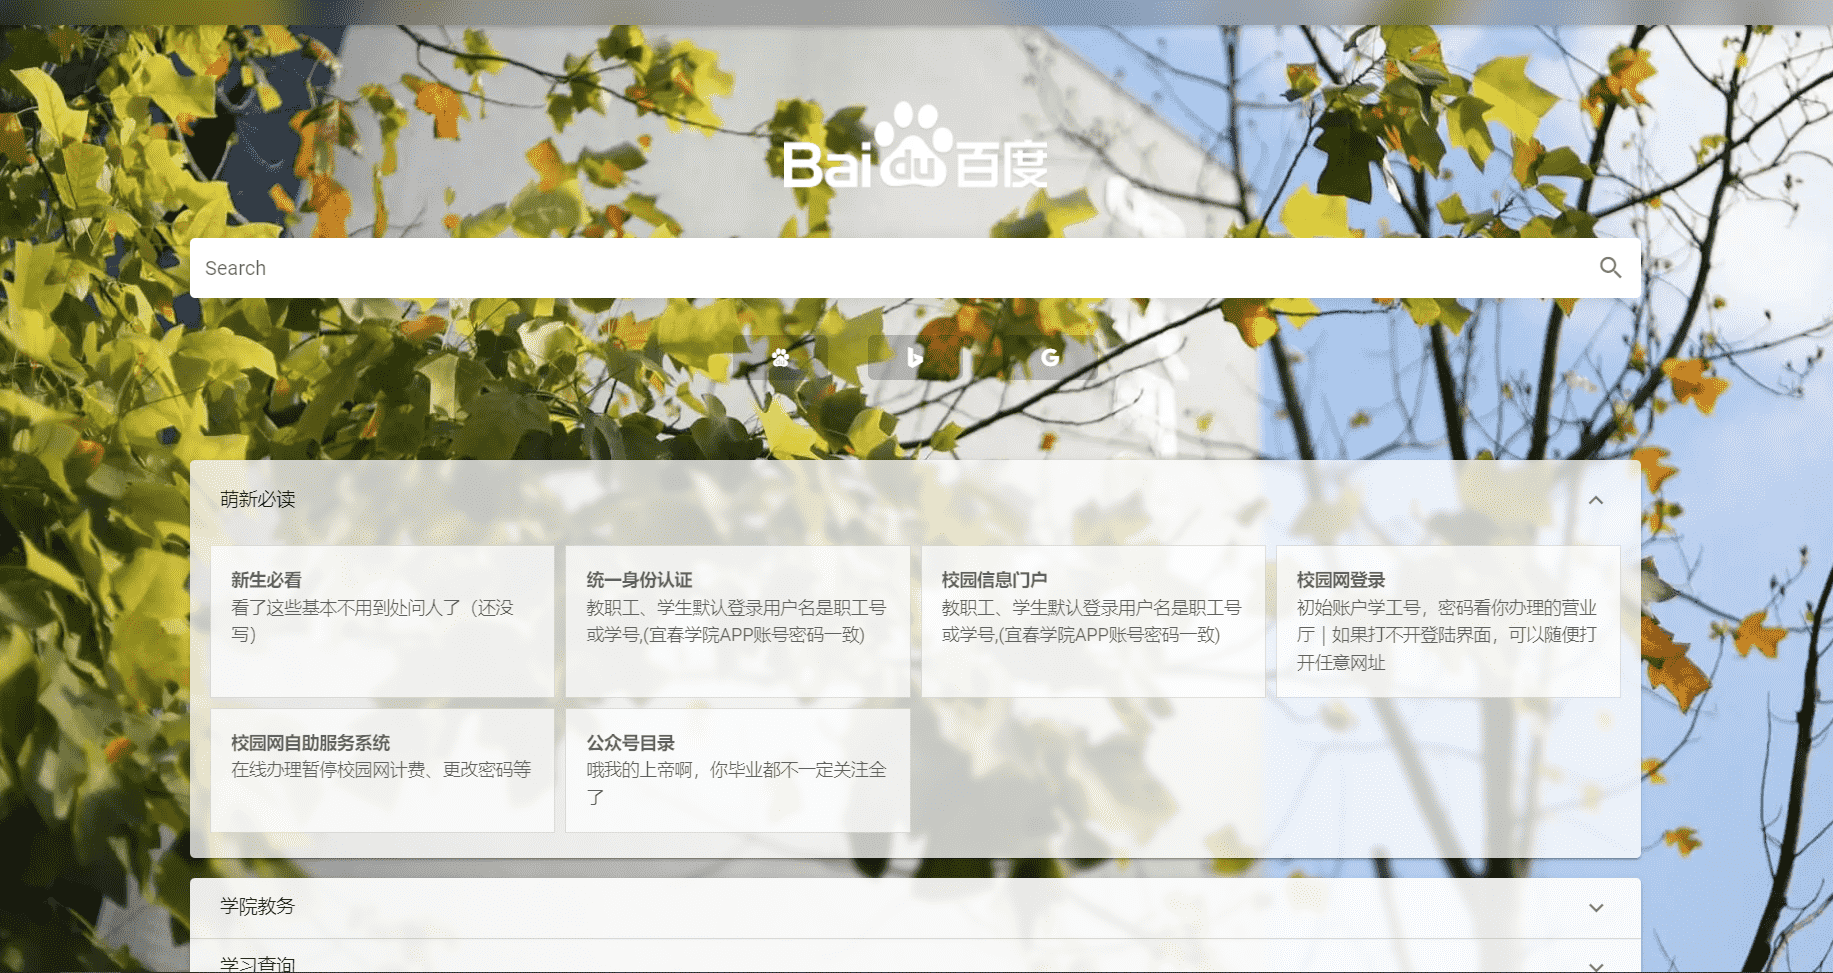 Bai du 百度
Search
萌新必读
新生必看
看了这些基本不用到处问人了（还没
写）
统一身份认证
教职工、学生默认登录用户名是职工号
或学号,(宜春学院APP账号密码一致)
校园信息门户
教职工、学生默认登录用户名是职工号
或学号,(宜春学院APP账号密码一致)
校园网登录
初始账户学工号，密码看你办理的营业
厅 | 如果打不开登陆界面，可以随便打
开任意网址
校园网自助服务系统
在线办理暂停校园网计费、更改密码等
公众号目录
哦我的上帝啊，你毕业都不一定关注全
了
学院教务
学习查询